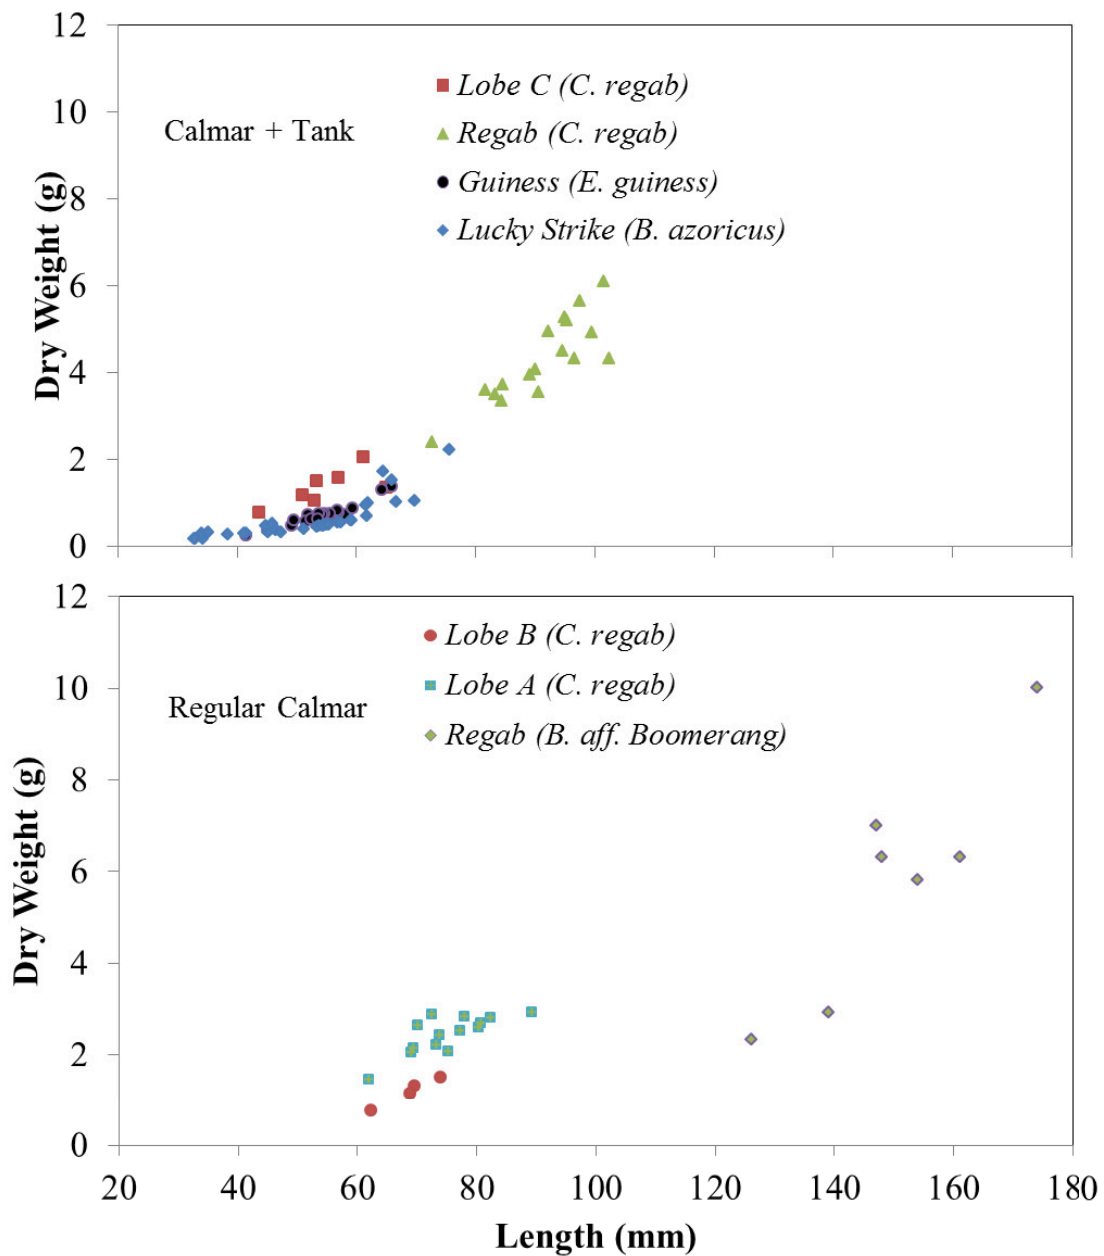 12
10
8
6
4
2
0
Dry Weight (g)
Calmar + Tank
Lobe C (C. regab)
Regab (C. regab)
Guiness (E. guiness)
Lucky Strike (B. azoricus)
12
10
8
6
4
2
0
Dry Weight (g)
Regular Calmar
Lobe B (C. regab)
Lobe A (C. regab)
Regab (B. aff. Boomerang)
20 40 60 80 100 120 140 160 180
Length (mm)